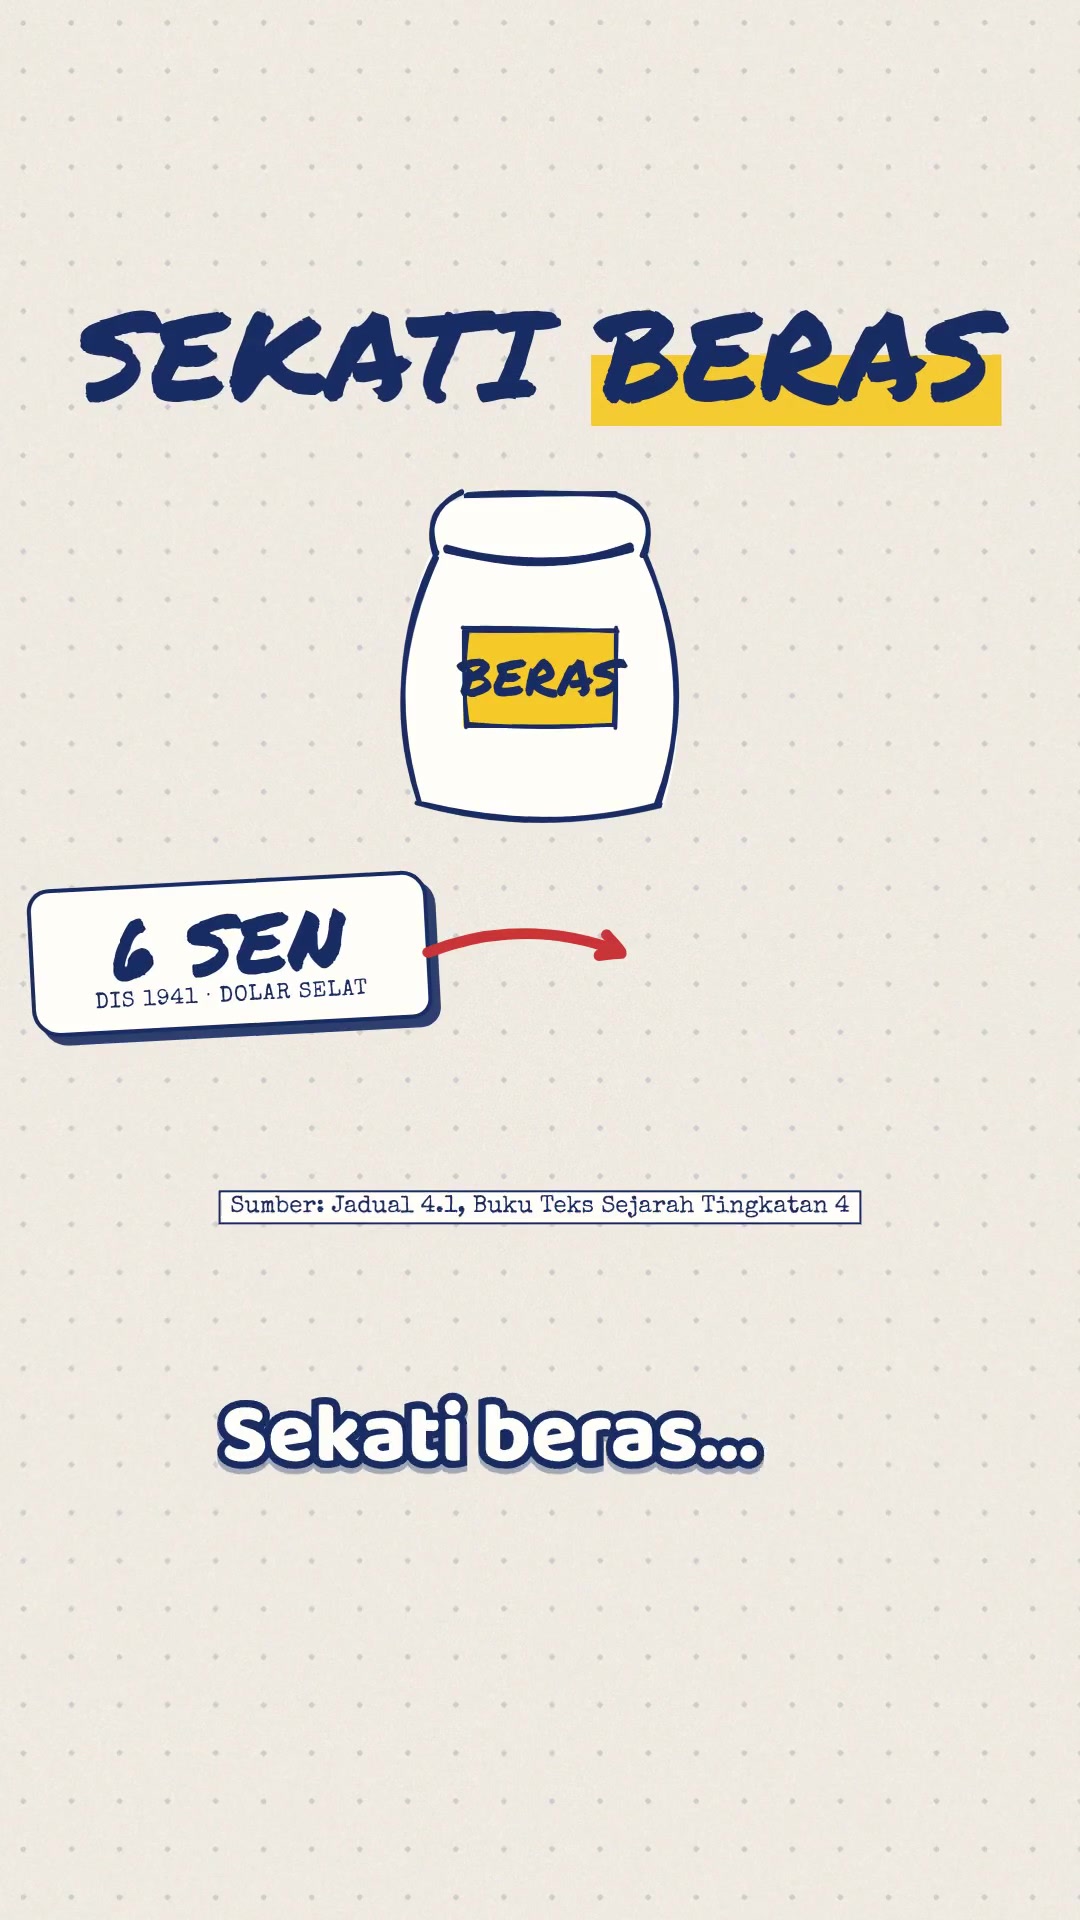 SEKATI BERAS
BERAS
6 SEN
DIS 1941 · DOLAR SELAT
Sumber: Jadual 4.1, Buku Teks Sejarah Tingkatan 4
Sekati beras...